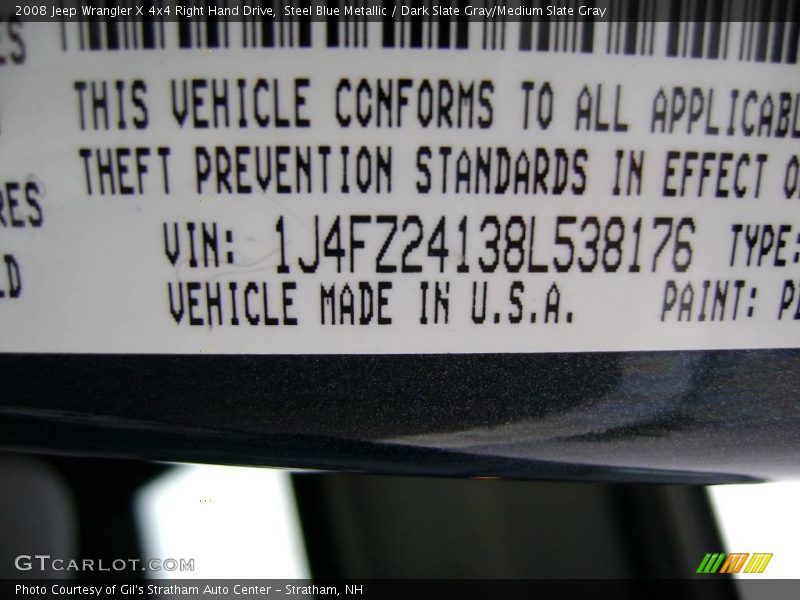 2008 Jeep Wrangler X 4x4 Right Hand Drive, Steel Blue Metallic / Dark Slate Gray/Medium Slate Gray
THIS VEHICLE CONFORMS TO ALL APPLICABL
THEFT PREVENTION STANDARDS IN EFFECT O
VIN: 1J4FZ24138L538176 TYPE:
VEHICLE MADE IN U.S.A. PAINT:
GTCARLOT.COM
Photo Courtesy of Gil's Stratham Auto Center - Stratham, NH